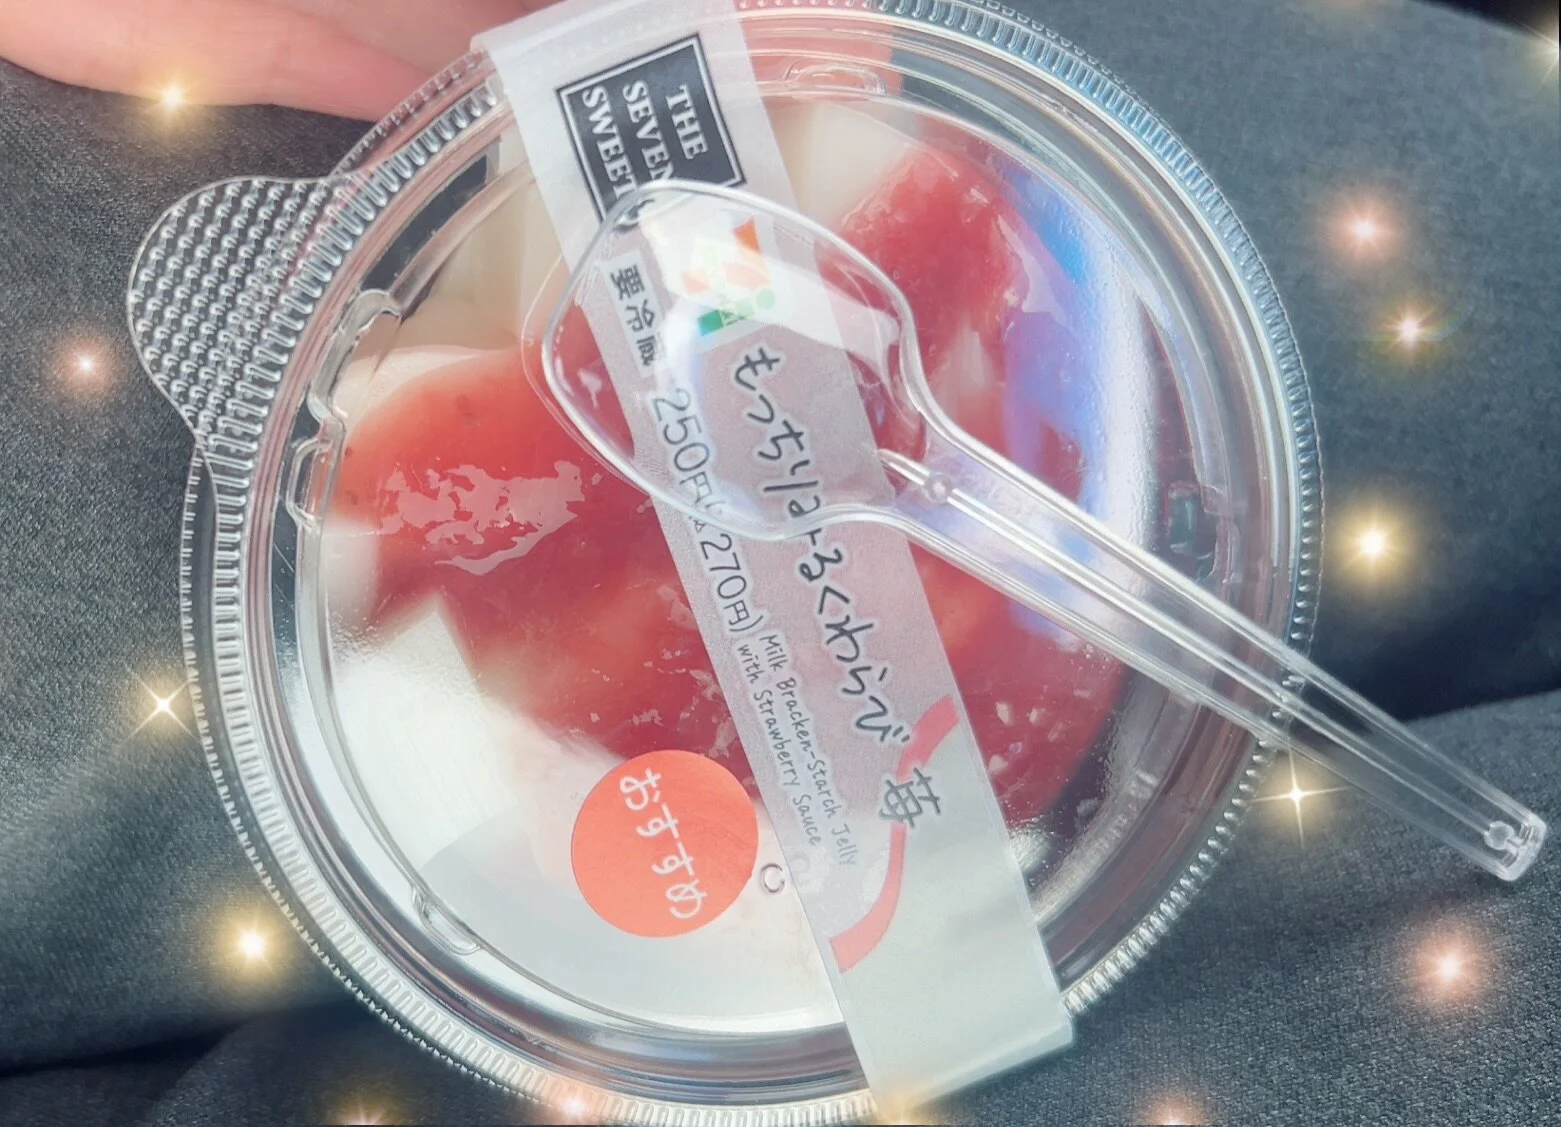 THE
SEVEN
SWEETS
要冷蔵
250円(税込270円)
もっちりみるくわらび 苺
Milk Bracken-Starch Jelly
with Strawberry Sauce
おすすめ